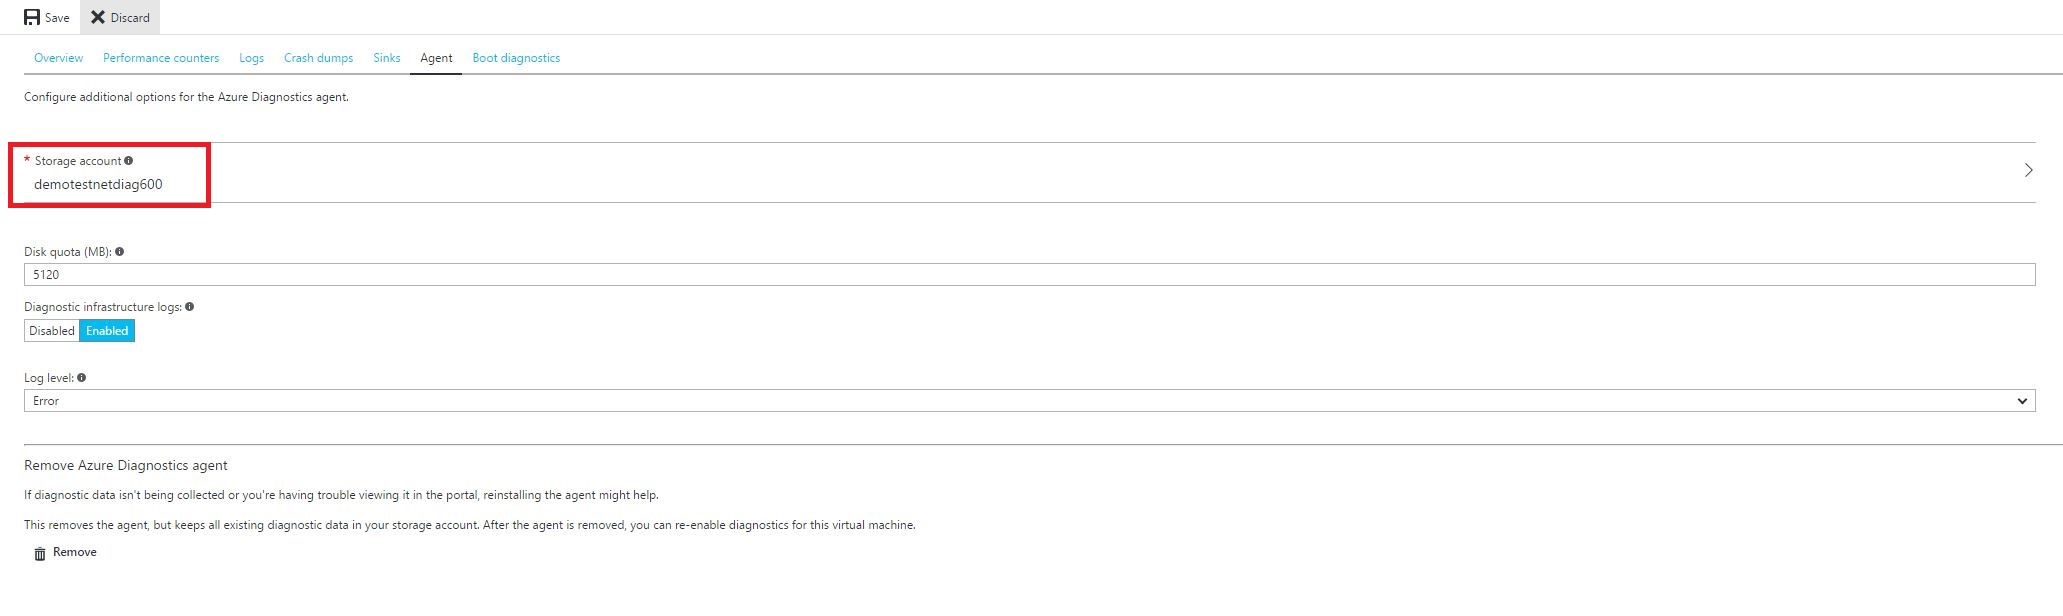 Save Discard
Overview Performance counters Logs Crash dumps Sinks Agent Boot diagnostics
Configure additional options for the Azure Diagnostics agent.
* Storage account
demotestnetdiag600
Disk quota (MB):
5120
Diagnostic infrastructure logs:
Disabled Enabled
Log level:
Error
Remove Azure Diagnostics agent
If diagnostic data isn't being collected or you're having trouble viewing it in the portal, reinstalling the agent might help.
This removes the agent, but keeps all existing diagnostic data in your storage account. After the agent is removed, you can re-enable diagnostics for this virtual machine.
Remove